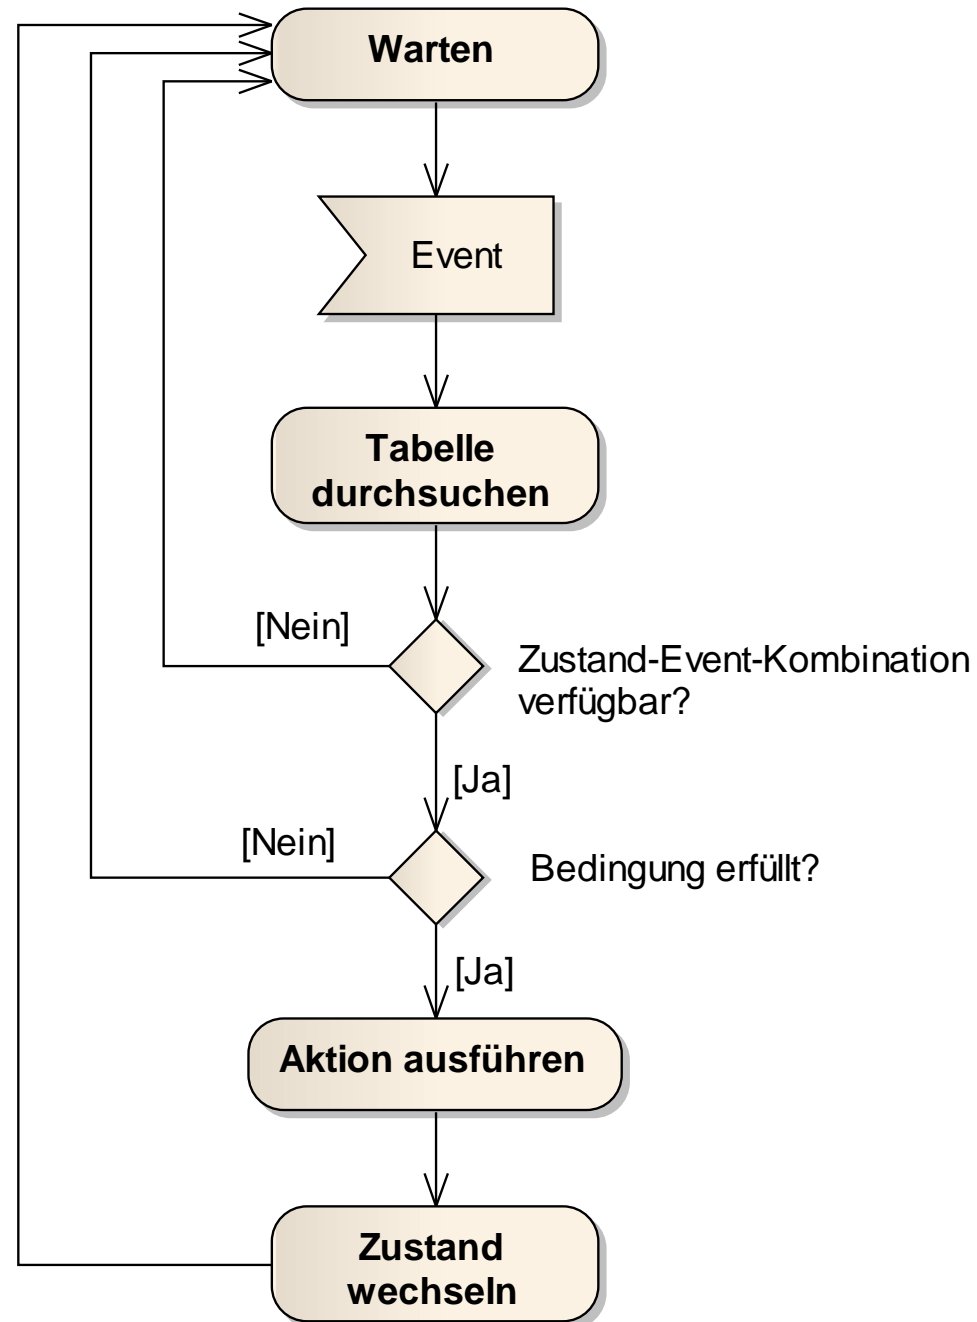 Warten
Event
Tabelle
durchsuchen
[Nein]
Zustand-Event-Kombination
verfügbar?
[Ja]
[Nein]
Bedingung erfüllt?
[Ja]
Aktion ausführen
Zustand
wechseln